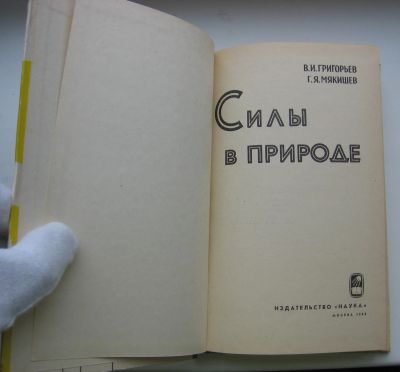 В. И. ГРИГОРЬЕВ
Г. Я. МЯКИШЕВ
СИЛЫ
В ПРИРОДЕ
ИЗДАТЕЛЬСТВО «НАУКА»